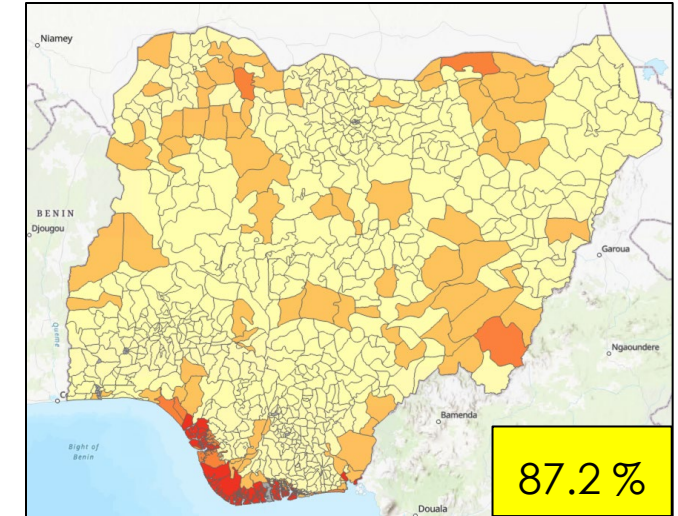 Niamey
BENIN
Djougou
Garoua
Ngaoundere
Bamenda
Bight of
Benin
87.2 %
Douala